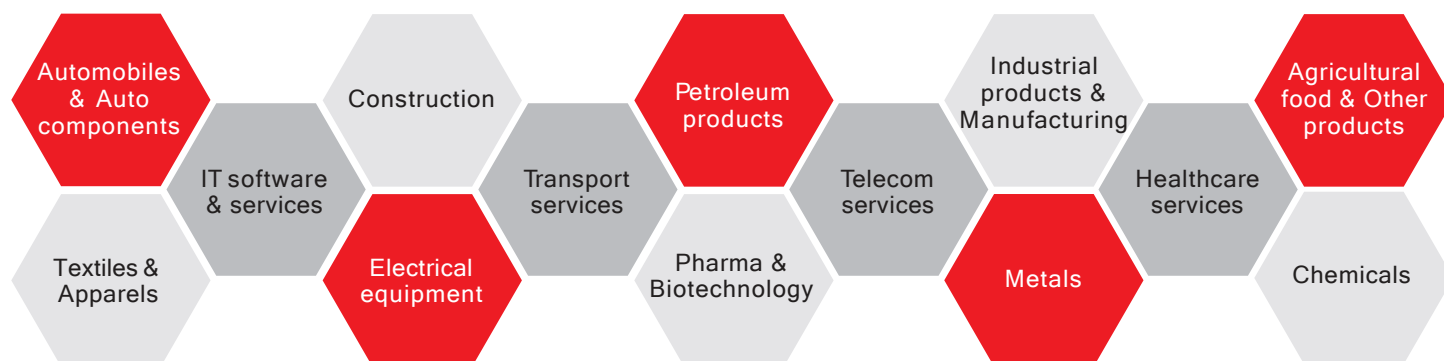 Automobiles
& Auto
components
IT software
& services
Textiles &
Apparels
Construction
Electrical
equipment
Transport
services
Petroleum
products
Pharma &
Biotechnology
Telecom
services
Industrial
products &
Manufacturing
Metals
Healthcare
services
Agricultural
food & Other
products
Chemicals